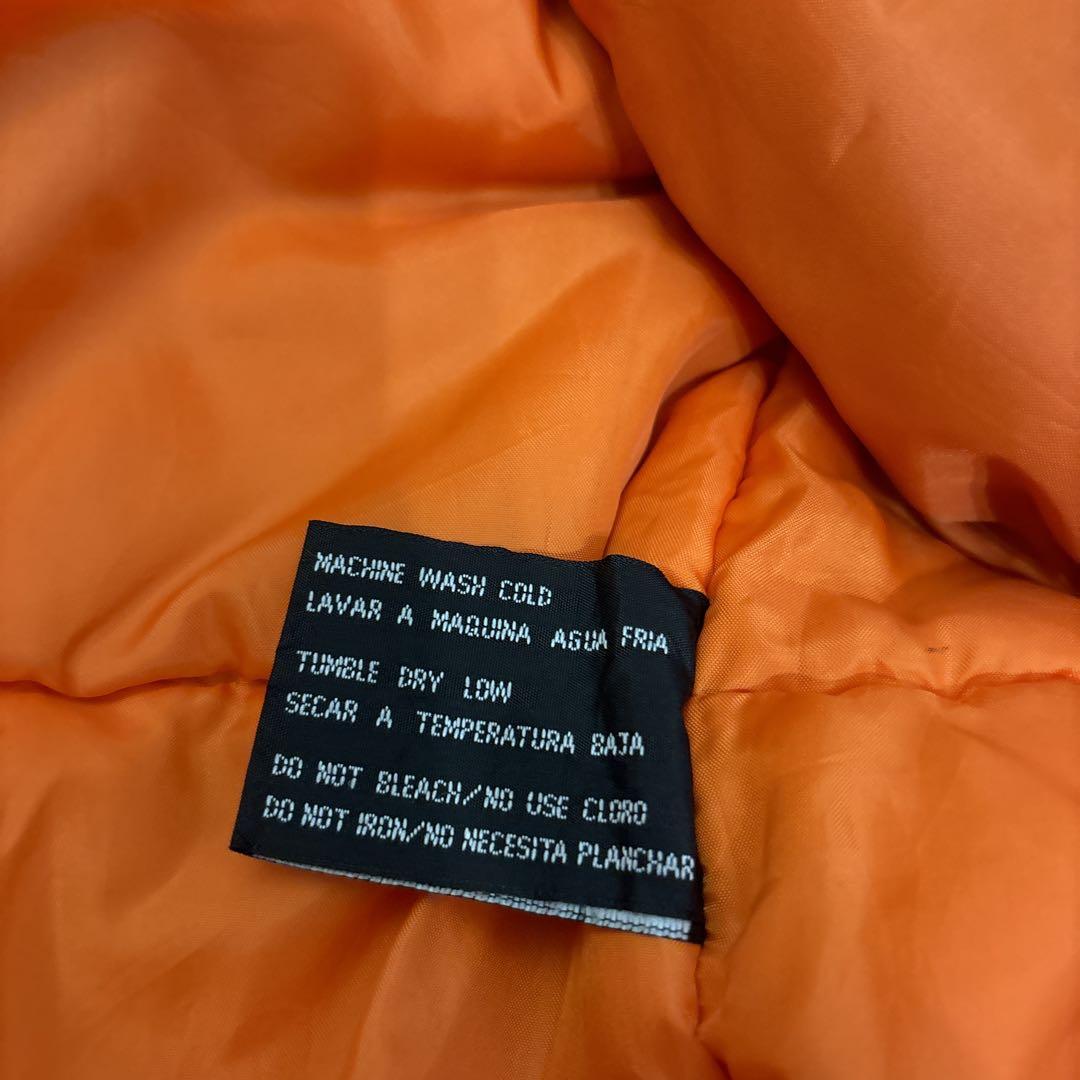 MACHINE WASH COLD
LAVAR A MAQUINA AGUA FRIA
TUMBLE DRY LOW
SECAR A TEMPERATURA BAJA
DO NOT BLEACH/NO USE CLORO
DO NOT IRON/NO NECESITA PLANCHAR